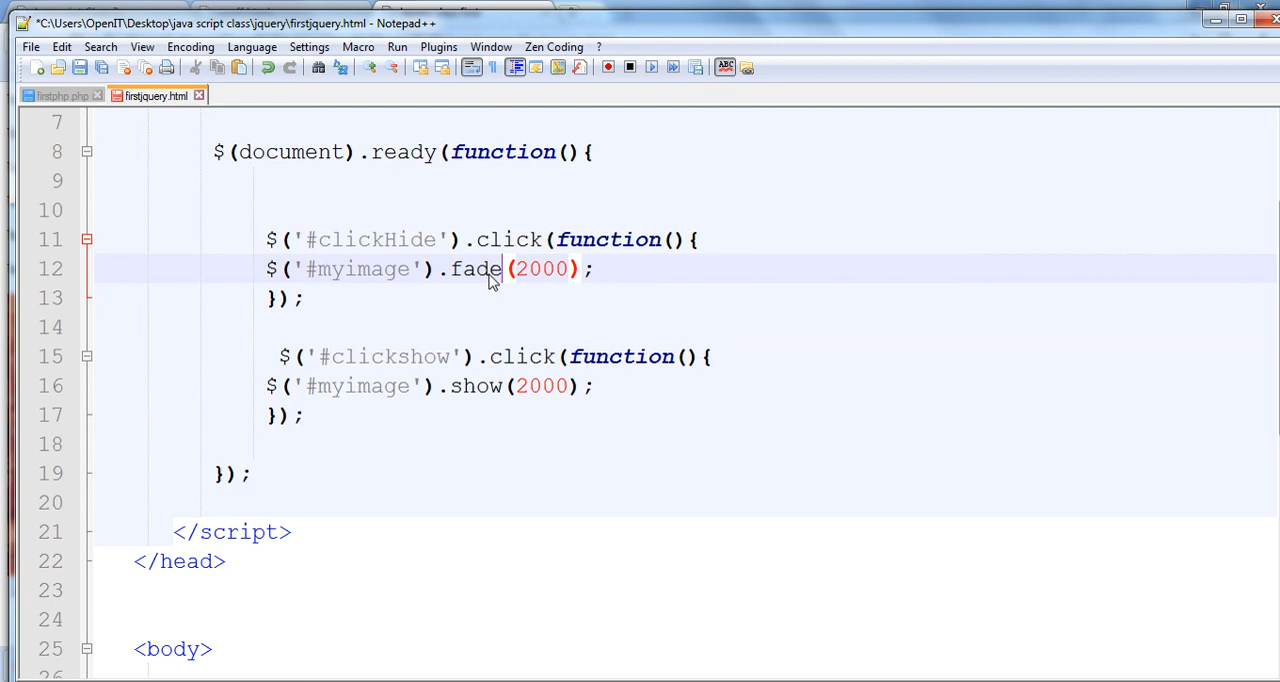 *C:\Users\OpenIT\Desktop\java script class\jquery\firstjquery.html - Notepad++
File Edit Search View Encoding Language Settings Macro Run Plugins Window Zen Coding ?
ABC
firstphp.php firstjquery.html
7
8 $(document).ready(function(){
9
10
11 $('#clickHide').click(function(){
12 $('#myimage').fade(2000);
13 });
14
15 $('#clickshow').click(function(){
16 $('#myimage').show(2000);
17 });
18
19 });
20
21 </script>
22 </head>
23
24
25 <body>
26